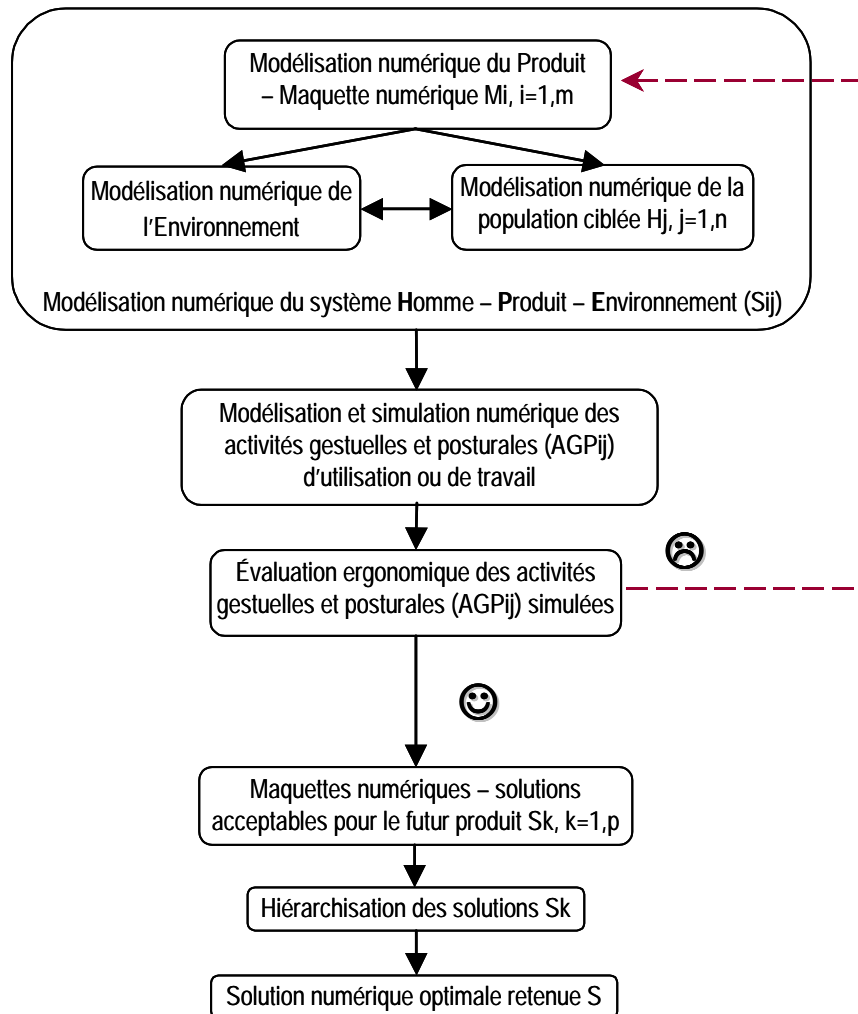 Modélisation numérique du Produit
– Maquette numérique Mi, i=1,m
Modélisation numérique de
l'Environnement
Modélisation numérique de la
population ciblée Hj, j=1,n
Modélisation numérique du système Homme – Produit – Environnement (Sij)
Modélisation et simulation numérique des
activités gestuelles et posturales (AGPij)
d'utilisation ou de travail
Évaluation ergonomique des activités
gestuelles et posturales (AGPij) simulées
Maquettes numériques – solutions
acceptables pour le futur produit Sk, k=1,p
Hiérarchisation des solutions Sk
Solution numérique optimale retenue S